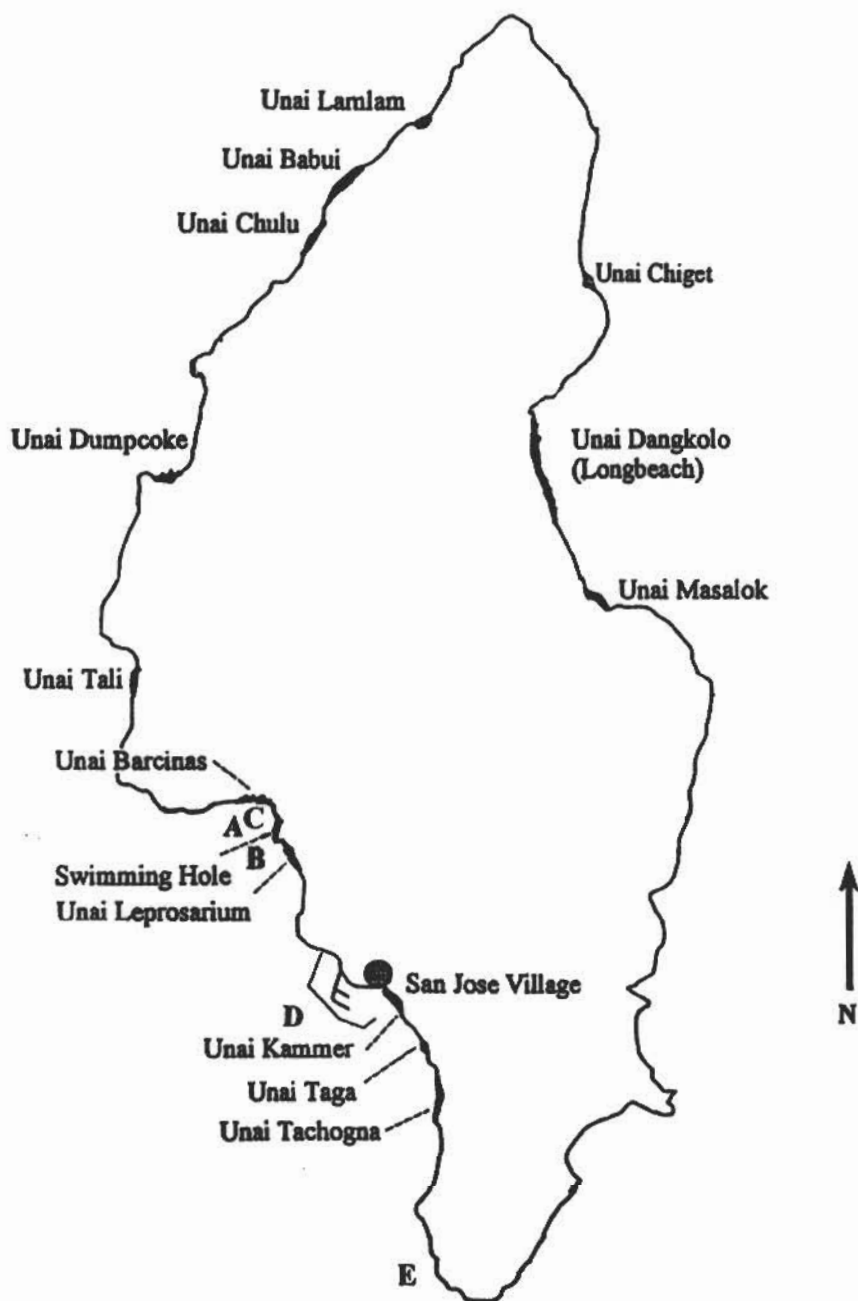 Unai Lamlam
Unai Babui
Unai Chulu
Unai Chiget
Unai Dumpcoke
Unai Dangkolo
(Longbeach)
Unai Masalok
Unai Tali
Unai Barcinas
C
A
B
Swimming Hole
Unai Leprosarium
San Jose Village
D
N
Unai Kammer
Unai Taga
Unai Tachogna
E